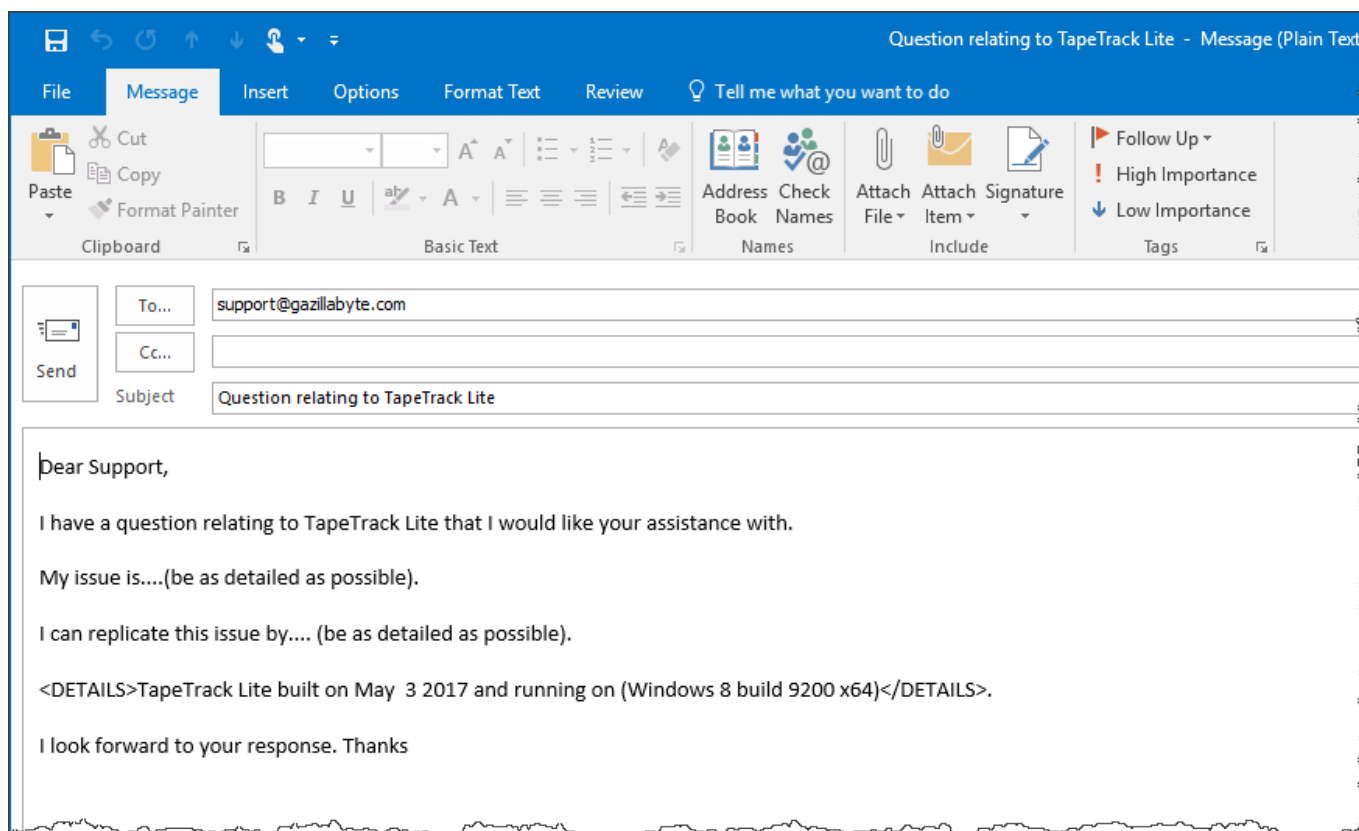 Question relating to TapeTrack Lite - Message (Plain Text
File Message Insert Options Format Text Review Tell me what you want to do
Paste
Cut
Copy
Format Painter
Clipboard
B I U aby A
Basic Text
Address Book
Check Names
Names
Attach File
Attach Item
Signature
Include
Follow Up
! High Importance
Low Importance
Tags
Send
To... support@gazillabyte.com
Cc...
Subject Question relating to TapeTrack Lite
Dear Support,
I have a question relating to TapeTrack Lite that I would like your assistance with.
My issue is....(be as detailed as possible).
I can replicate this issue by.... (be as detailed as possible).
<DETAILS>TapeTrack Lite built on May  3 2017 and running on (Windows 8 build 9200 x64)</DETAILS>.
I look forward to your response. Thanks